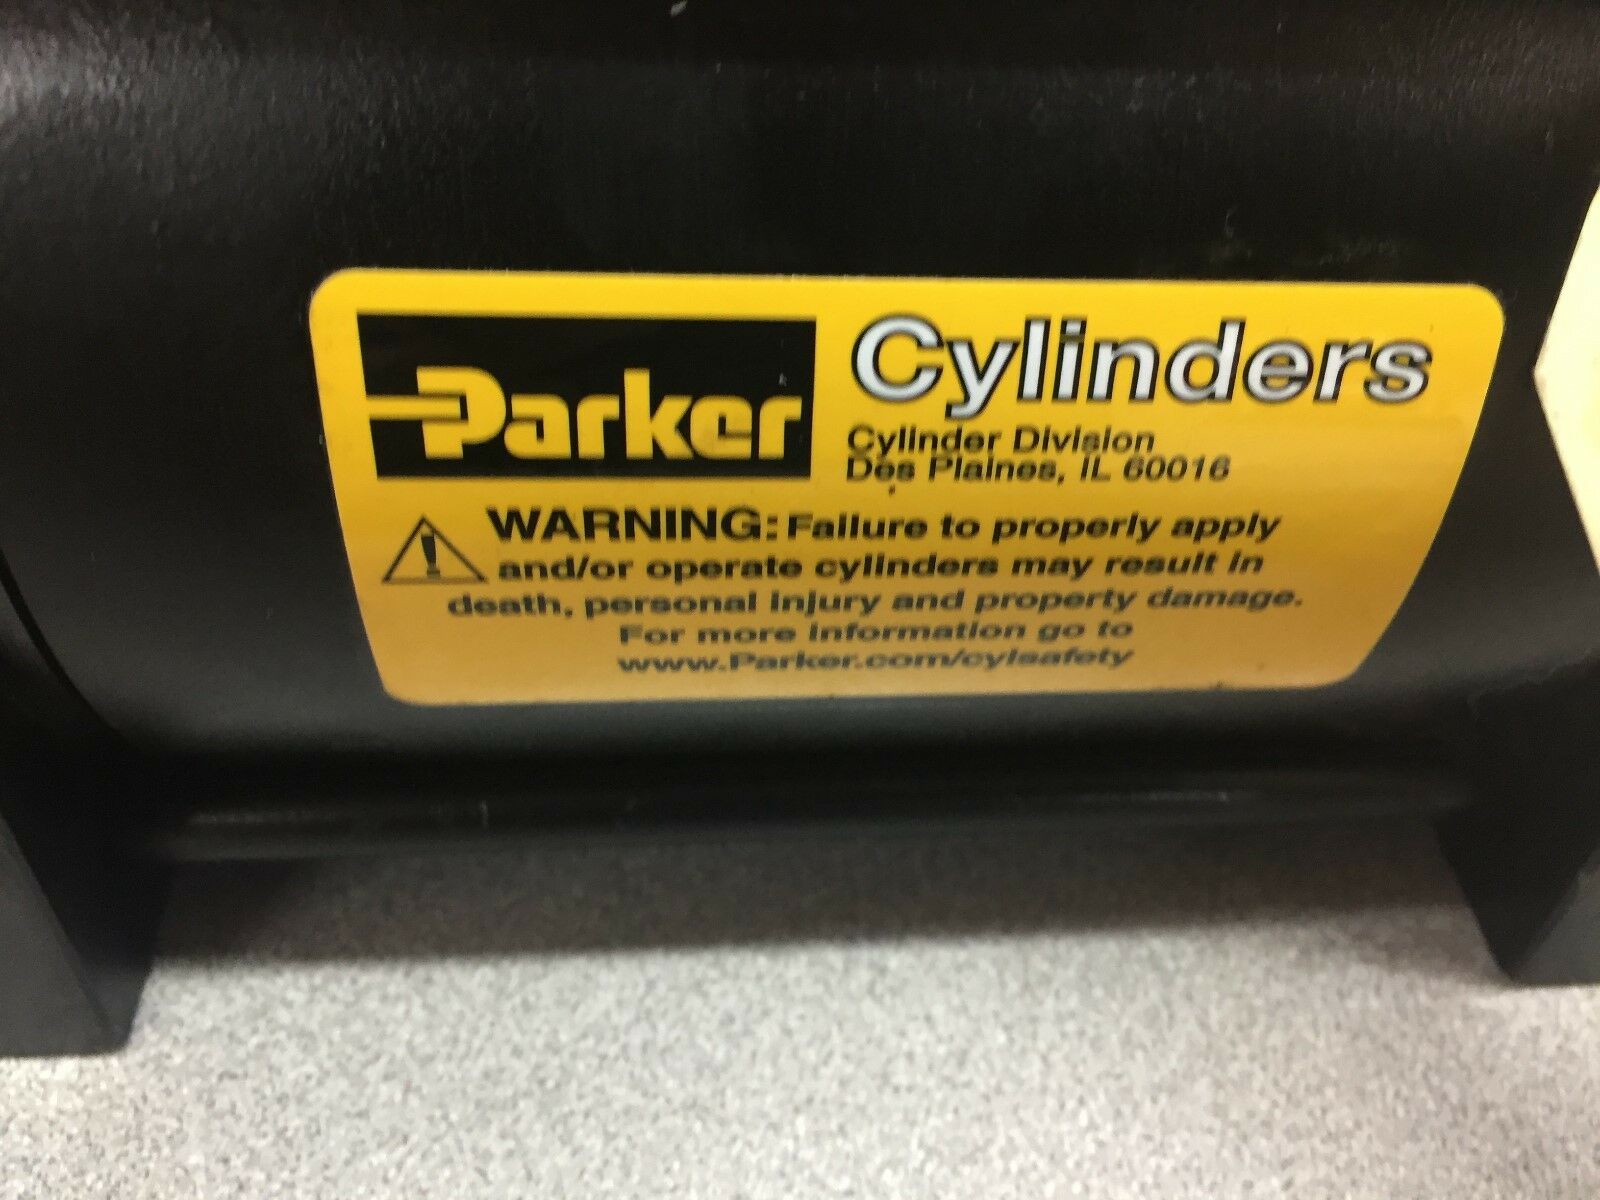 Parker
Cylinders
Cylinder Division
Des Plaines, IL 60016
WARNING: Failure to properly apply
and/or operate cylinders may result in
death, personal injury and property damage.
For more information go to
www.Parker.com/cylsafety